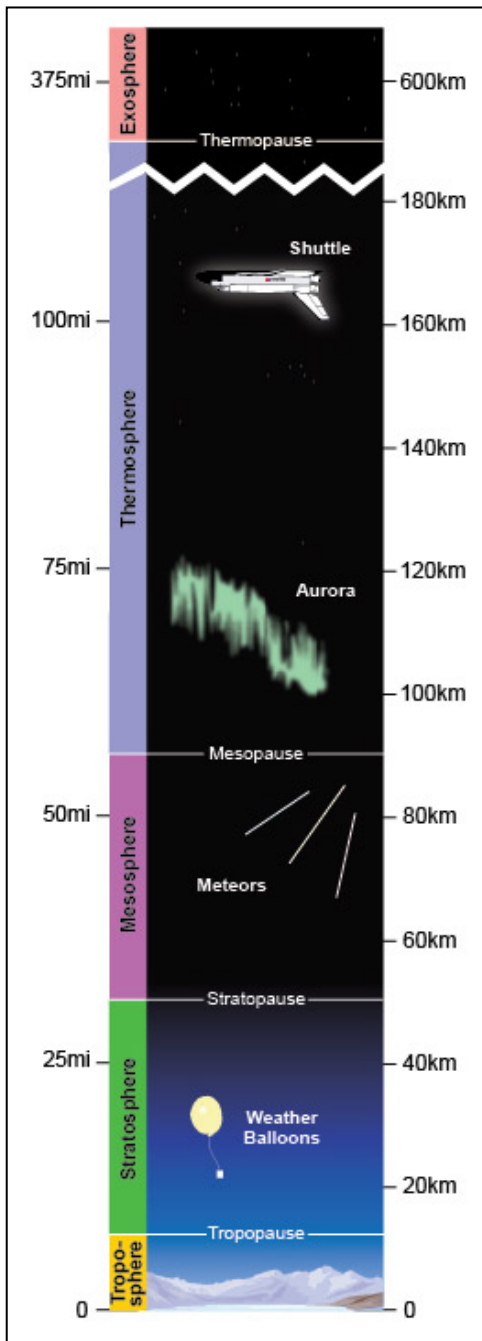 375mi
600km
Exosphere
Thermopause
180km
Shuttle
100mi
160km
Thermosphere
140km
75mi
120km
Aurora
100km
Mesopause
50mi
80km
Mesosphere
Meteors
60km
Stratopause
25mi
40km
Stratosphere
Weather
Balloons
20km
Tropopause
Tropo-
sphere
0
0